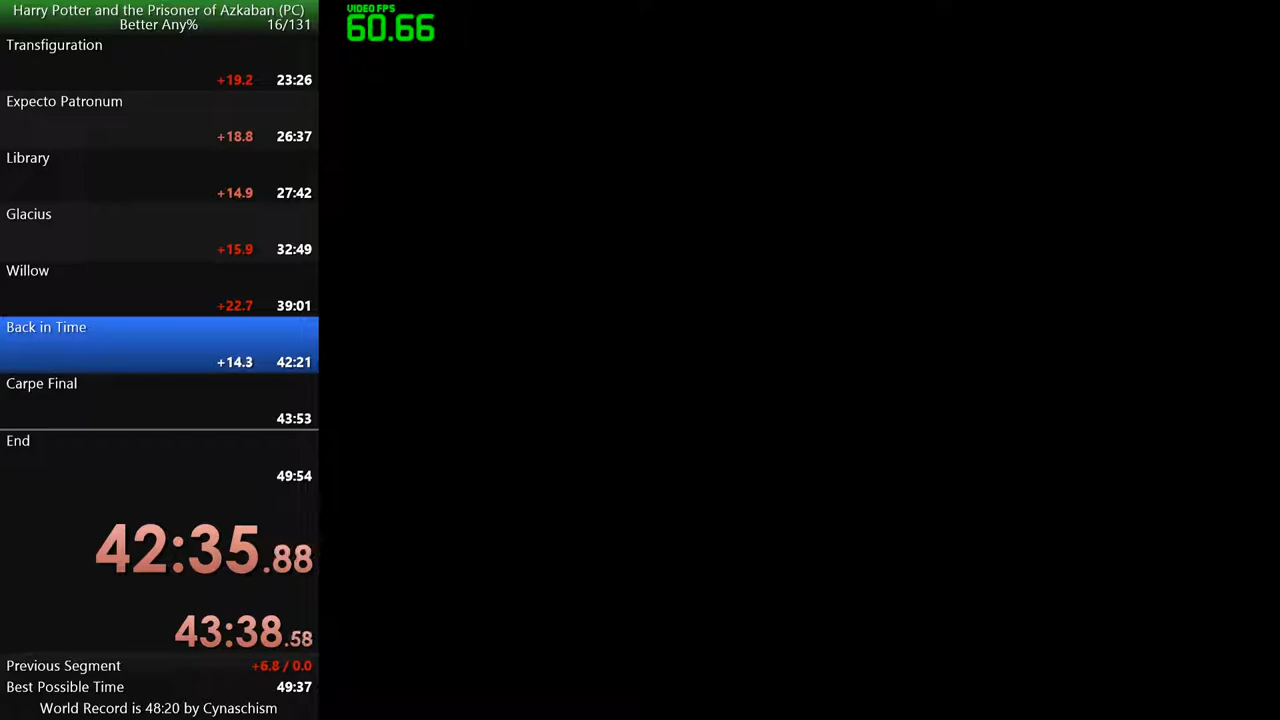 Harry Potter and the Prisoner of Azkaban (PC)
Better Any% 16/131
Transfiguration
+19.2 23:26
Expecto Patronum
+18.8 26:37
Library
+14.9 27:42
Glacius
+15.9 32:49
Willow
+22.7 39:01
Back in Time
+14.3 42:21
Carpe Final
43:53
End
49:54
42:35.88
43:38.58
Previous Segment +6.8 / 0.0
Best Possible Time 49:37
World Record is 48:20 by Cynaschism
VIDEO FPS
60.66